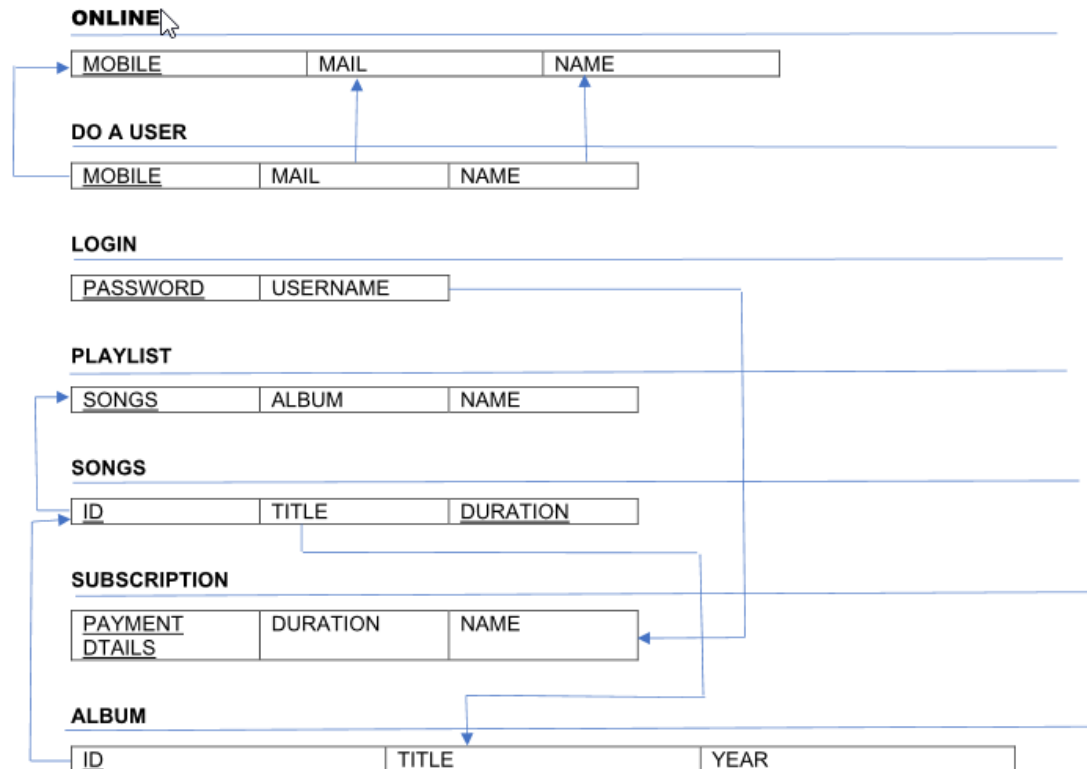 ONLINE
MOBILE MAIL NAME
DO A USER
MOBILE MAIL NAME
LOGIN
PASSWORD USERNAME
PLAYLIST
SONGS ALBUM NAME
SONGS
ID TITLE DURATION
SUBSCRIPTION
PAYMENT DURATION NAME
DTAILS
ALBUM
ID TITLE YEAR